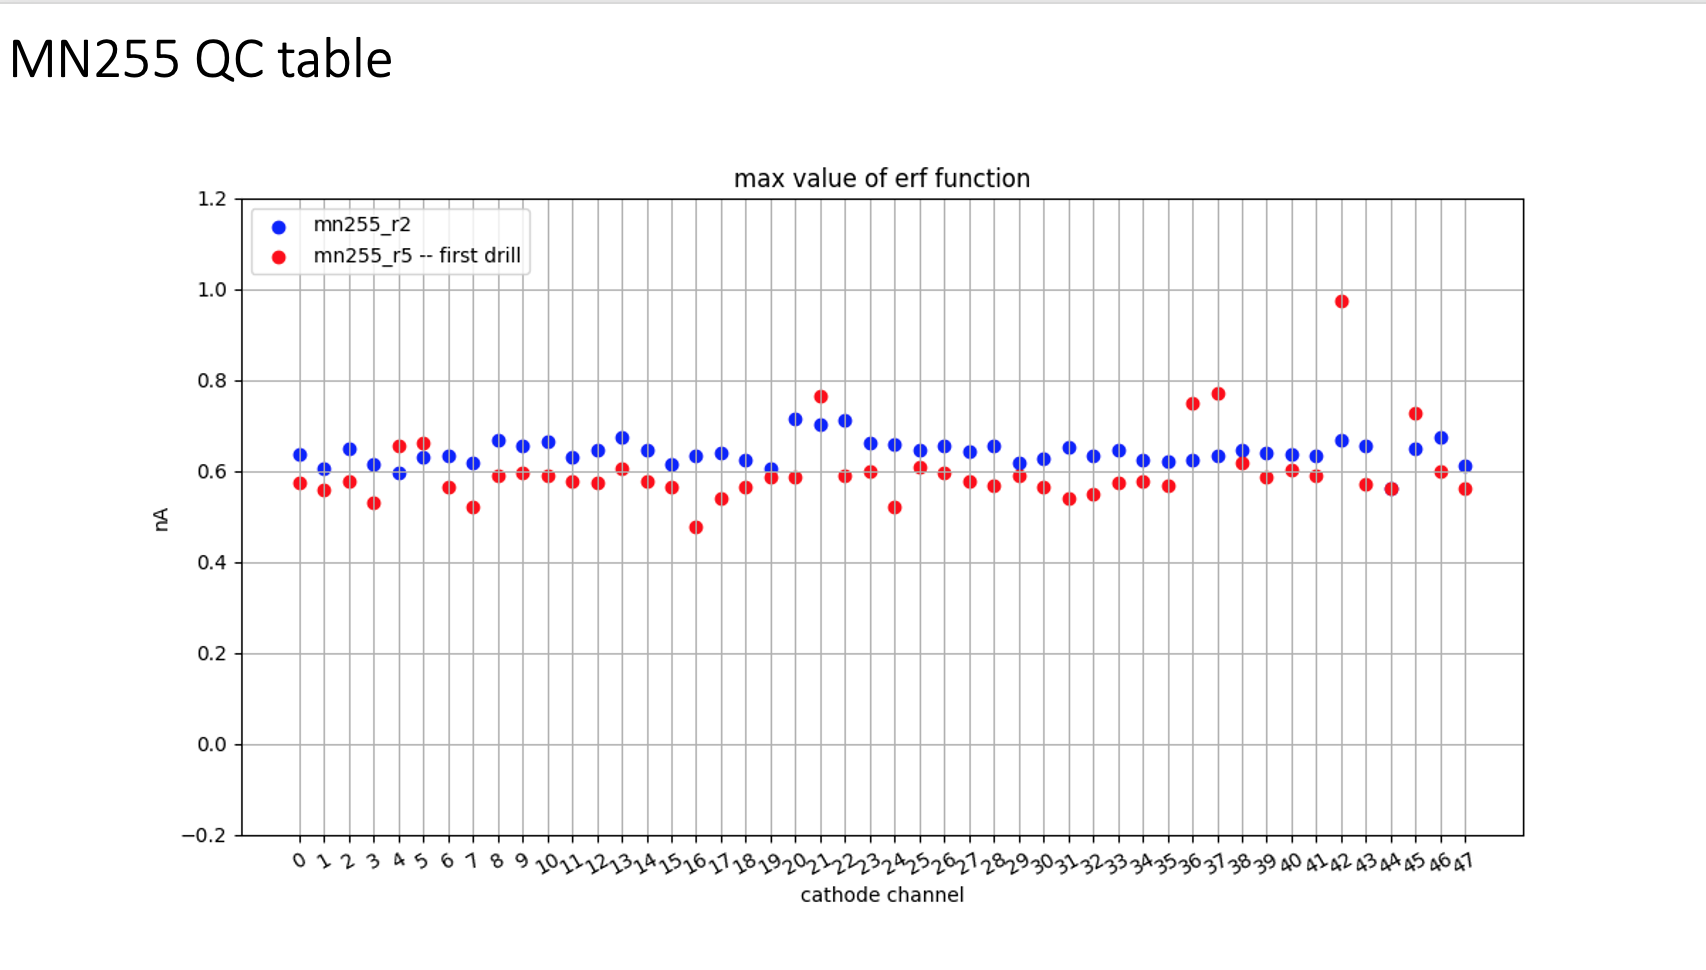 MN255 QC table
max value of erf function
mn255_r2
mn255_r5 -- first drill
1.2
1.0
0.8
0.6
0.4
0.2
0.0
−0.2
nA
0 1 2 3 4 5 6 7 8 9 10 11 12 13 14 15 16 17 18 19 20 21 22 23 24 25 26 27 28 29 30 31 32 33 34 35 36 37 38 39 40 41 42 43 44 45 46 47
cathode channel